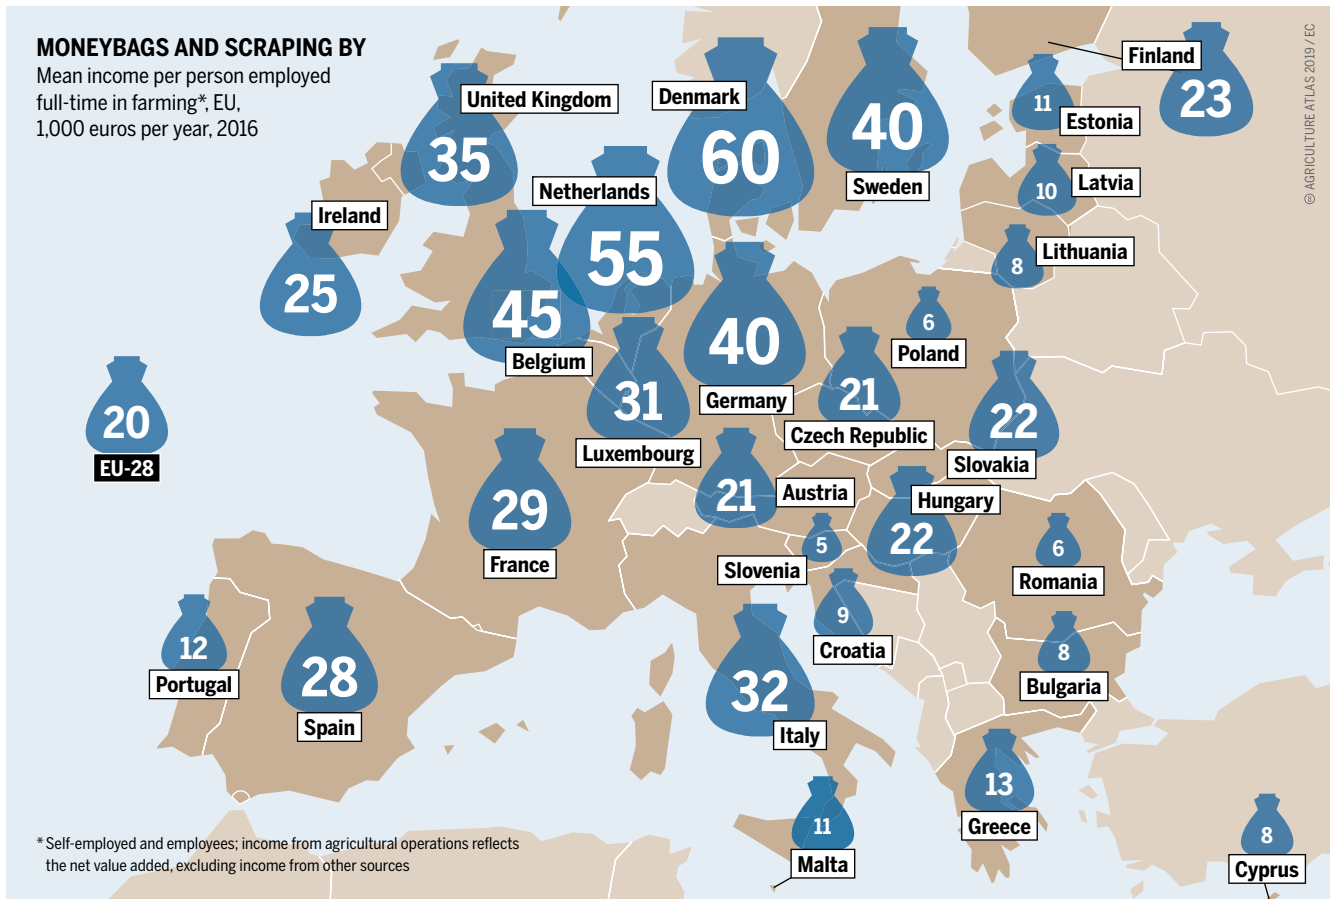 MONEYBAGS AND SCRAPING BY
Mean income per person employed
full-time in farming*, EU,
1,000 euros per year, 2016
United Kingdom
35
Denmark
60
40
Sweden
Finland
23
11
Estonia
10
Latvia
Lithuania
8
Ireland
25
Netherlands
55
45
Belgium
40
Germany
6
Poland
31
Luxembourg
21
Czech Republic
22
Slovakia
20
EU-28
29
France
21
Austria
Hungary
22
5
Slovenia
6
Romania
9
Croatia
8
Bulgaria
12
Portugal
28
Spain
32
Italy
13
Greece
11
Malta
8
Cyprus
* Self-employed and employees; income from agricultural operations reflects
the net value added, excluding income from other sources
🅭 AGRICULTURE ATLAS 2019 / EC